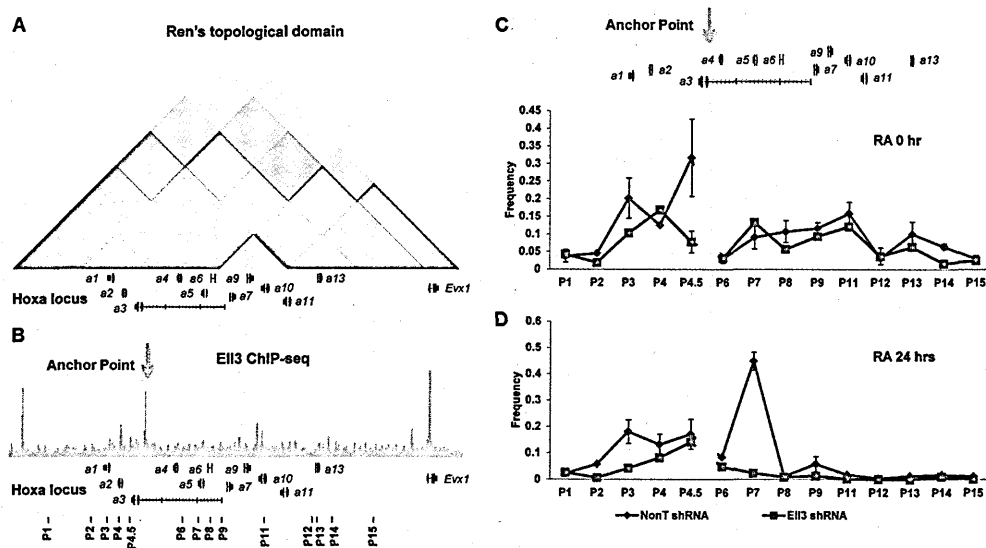 A
Ren's topological domain
a1
a4
a6
a9
a13
a2
a5
a7
a10
a3
a11
Evx1
Hoxa locus
B
Anchor Point
Ell3 ChIP-seq
a1
a4
a6
a9
a13
a2
a5
a7
a10
a3
a11
Evx1
Hoxa locus
P1
P2
P3
P4
P4.5
P6
P7
P8
P9
P11
P12
P13
P14
P15
C
Anchor Point
a9
a4
a5
a6
a10
a13
a1
a2
a7
a3
a11
RA 0 hr
Frequency
0.45
0.4
0.35
0.3
0.25
0.2
0.15
0.1
0.05
0
P1 P2 P3 P4 P4.5 P6 P7 P8 P9 P11 P12 P13 P14 P15
D
RA 24 hrs
Frequency
0.6
0.5
0.4
0.3
0.2
0.1
0
P1 P2 P3 P4 P4.5 P6 P7 P8 P9 P11 P12 P13 P14 P15
NonT shRNA
Ell3 shRNA